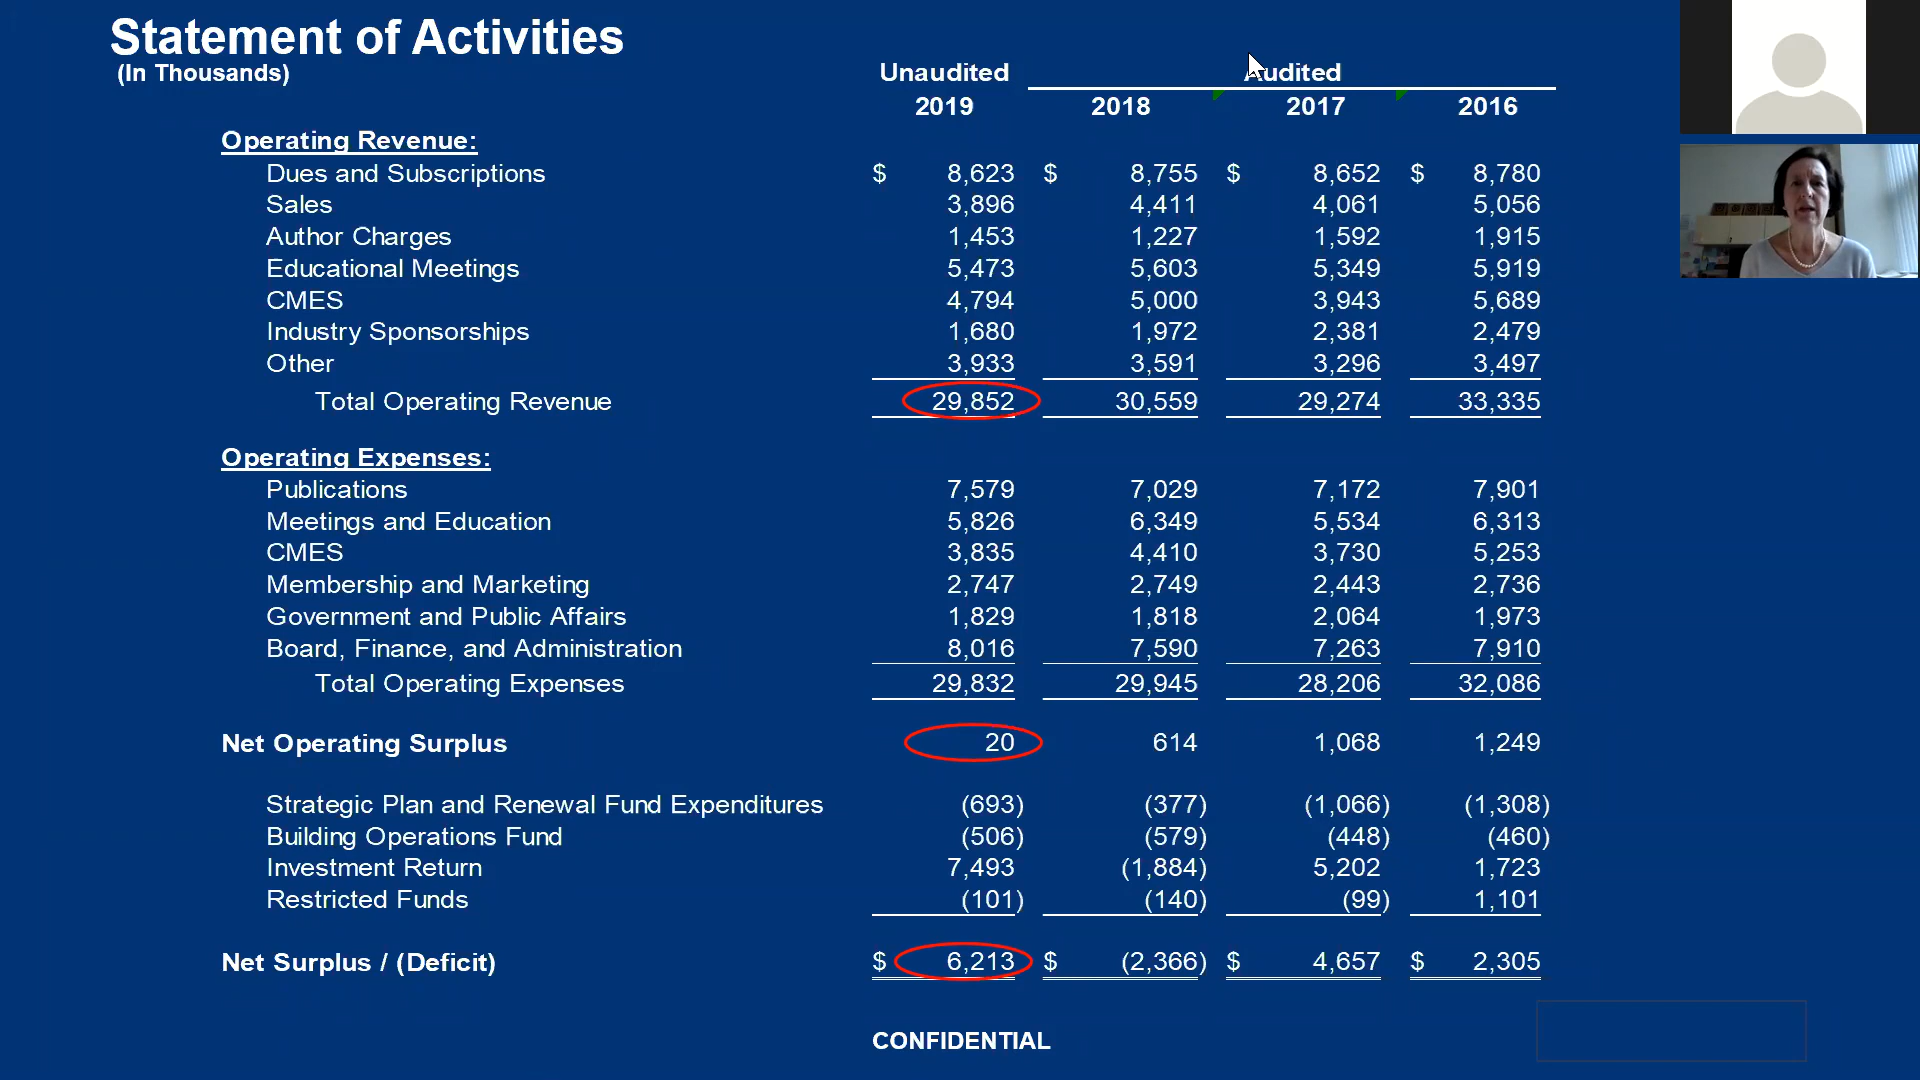 Statement of Activities
(In Thousands)
Unaudited Audited
2019 2018 2017 2016
Operating Revenue:
Dues and Subscriptions $ 8,623 $ 8,755 $ 8,652 $ 8,780
Sales 3,896 4,411 4,061 5,056
Author Charges 1,453 1,227 1,592 1,915
Educational Meetings 5,473 5,603 5,349 5,919
CMES 4,794 5,000 3,943 5,689
Industry Sponsorships 1,680 1,972 2,381 2,479
Other 3,933 3,591 3,296 3,497
Total Operating Revenue 29,852 30,559 29,274 33,335
Operating Expenses:
Publications 7,579 7,029 7,172 7,901
Meetings and Education 5,826 6,349 5,534 6,313
CMES 3,835 4,410 3,730 5,253
Membership and Marketing 2,747 2,749 2,443 2,736
Government and Public Affairs 1,829 1,818 2,064 1,973
Board, Finance, and Administration 8,016 7,590 7,263 7,910
Total Operating Expenses 29,832 29,945 28,206 32,086
Net Operating Surplus 20 614 1,068 1,249
Strategic Plan and Renewal Fund Expenditures (693) (377) (1,066) (1,308)
Building Operations Fund (506) (579) (448) (460)
Investment Return 7,493 (1,884) 5,202 1,723
Restricted Funds (101) (140) (99) 1,101
Net Surplus / (Deficit) $ 6,213 $ (2,366) $ 4,657 $ 2,305
CONFIDENTIAL